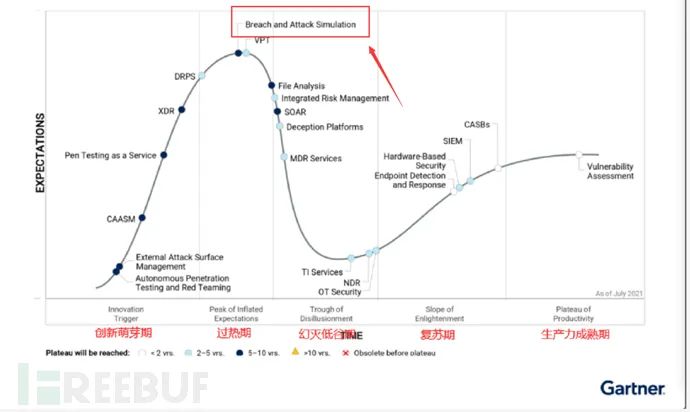 Breach and Attack Simulation
VPT
DRPS
File Analysis
Integrated Risk Management
XDR
SOAR
Deception Platforms
CASBs
SIEM
Pen Testing as a Service
MDR Services
Hardware-Based
Security
Endpoint Detection
and Response
Vulnerability
Assessment
EXPECTATIONS
CAASM
External Attack Surface
Management
Autonomous Penetration
Testing and Red Teaming
TI Services
NDR
OT Security
As of July 2021
Innovation
Trigger
Peak of Inflated
Expectations
Trough of
Disillusionment
Slope of
Enlightenment
Plateau of
Productivity
创新萌芽期
过热期
幻灭低谷期
TIME
复苏期
生产力成熟期
Plateau will be reached: < 2 yrs. 2–5 yrs. 5–10 yrs. >10 yrs. Obsolete before plateau
FREEBUF
Gartner